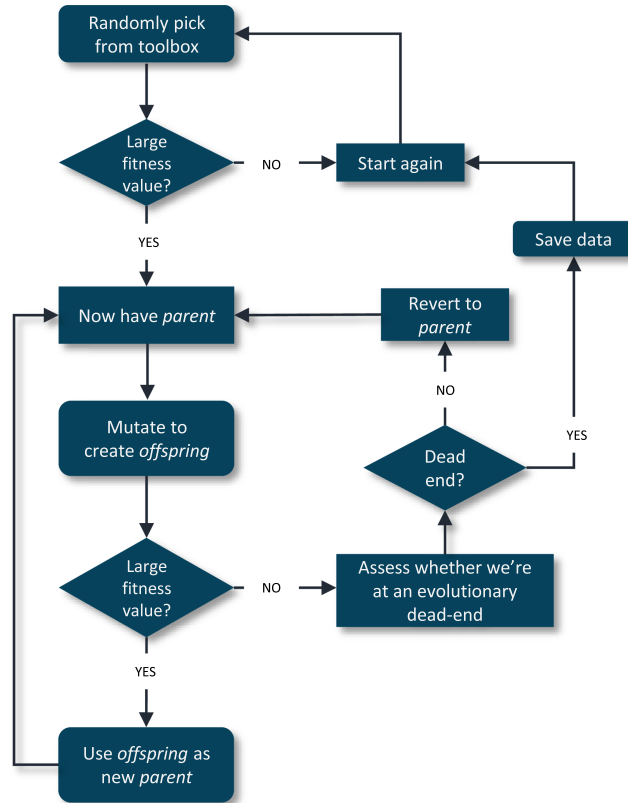 Randomly pick
from toolbox
Large
fitness
value?
NO
Start again
YES
Save data
Now have parent
Revert to
parent
NO
Mutate to
create offspring
Dead
end?
YES
Large
fitness
value?
NO
Assess whether we're
at an evolutionary
dead-end
YES
Use offspring as
new parent